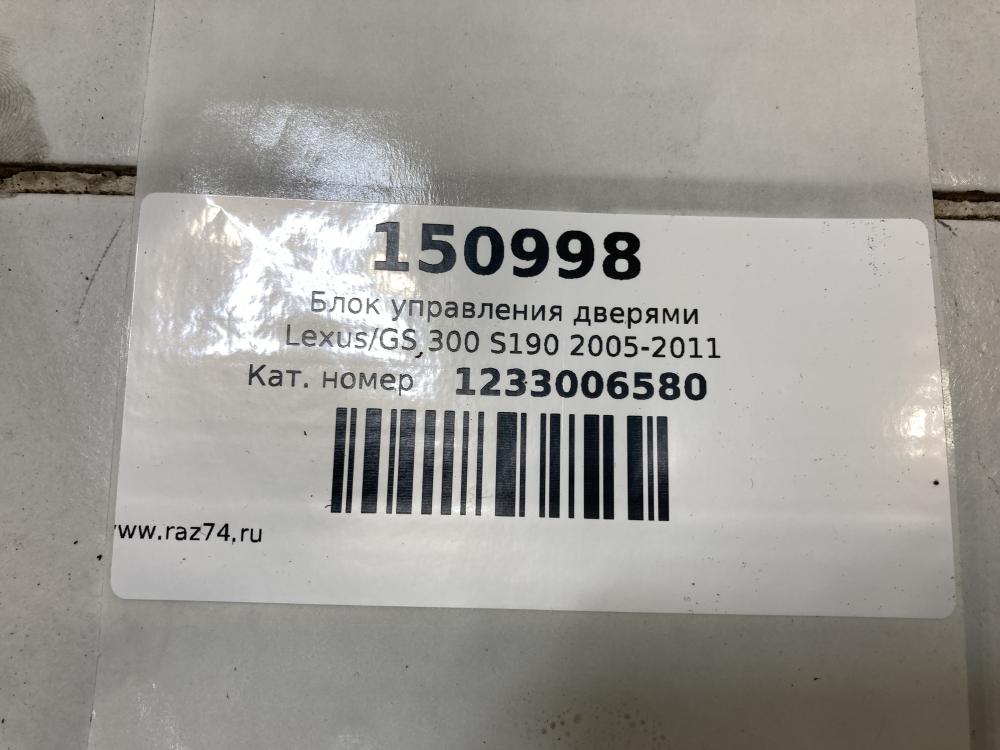 150998
Блок управления дверями
Lexus/GS 300 S190 2005-2011
Кат. номер 1233006580
www.raz74.ru